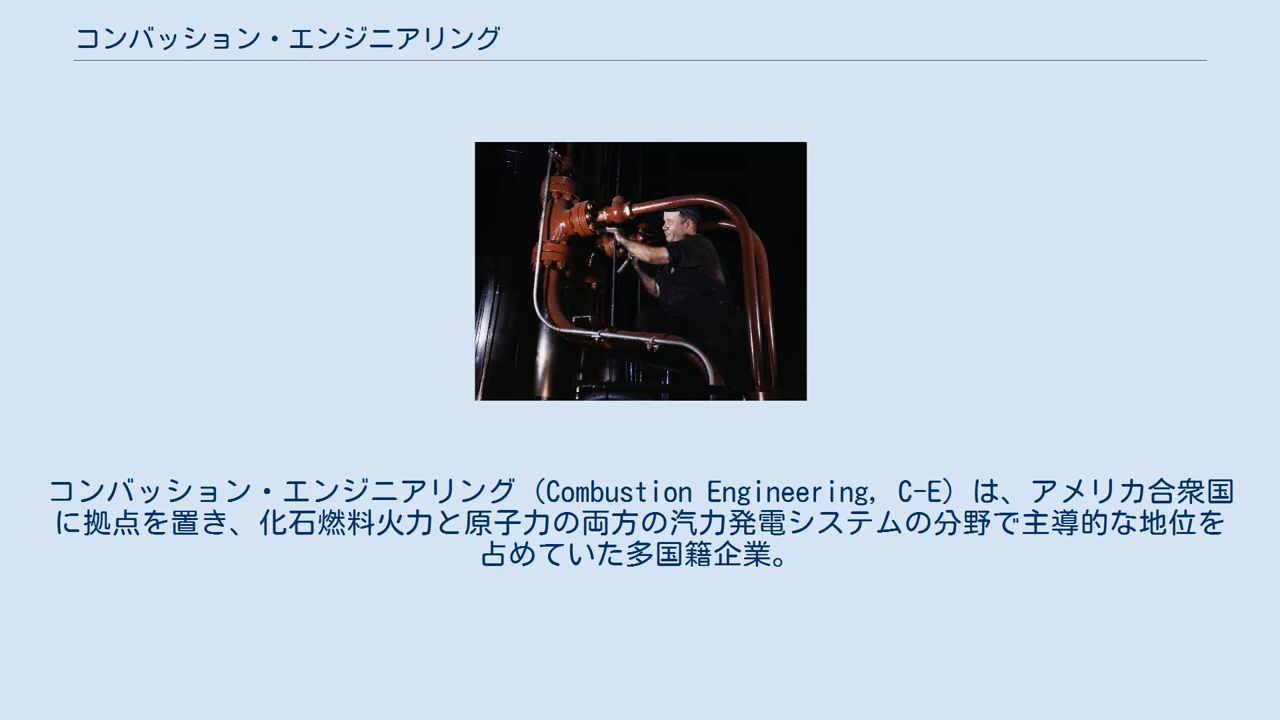 コンバッション・エンジニアリング
コンバッション・エンジニアリング（Combustion Engineering, C-E）は、アメリカ合衆国
に拠点を置き、化石燃料火力と原子力の両方の汽力発電システムの分野で主導的な地位を
占めていた多国籍企業。